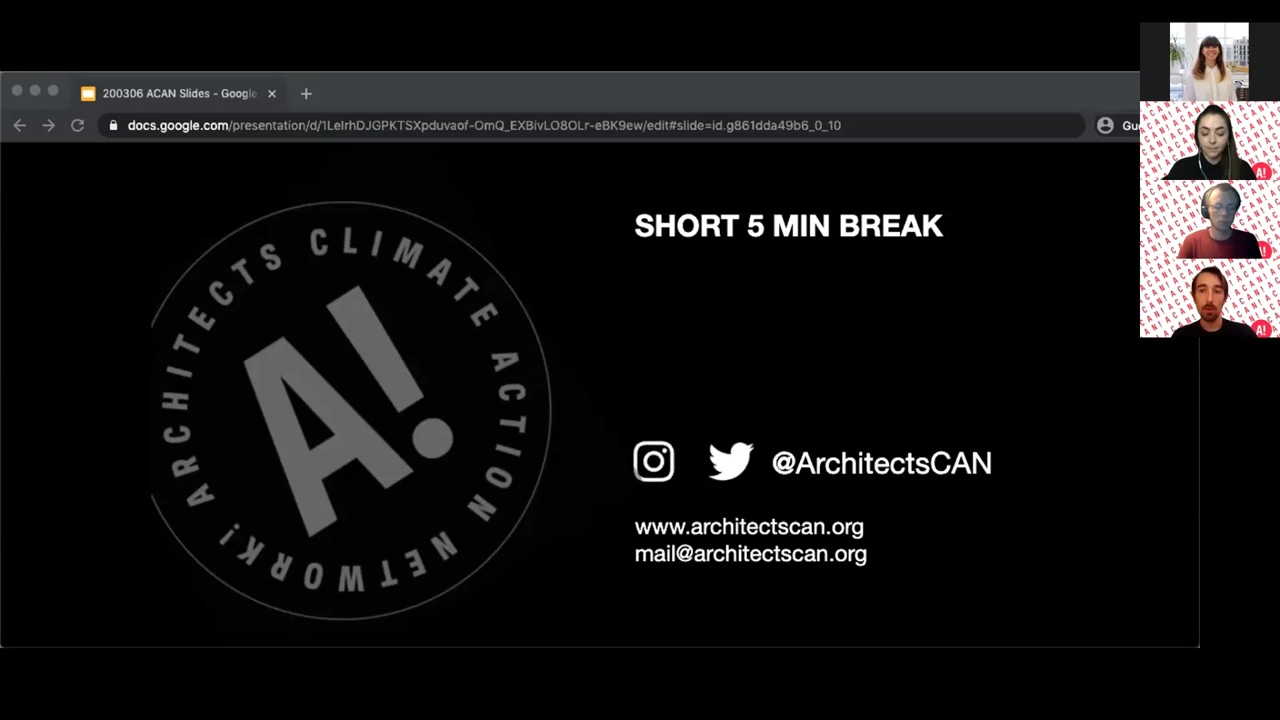 200306 ACAN Slides - Google
docs.google.com/presentation/d/1LeIrhDJGPKTSXpduvaof-OmQ_EXBivLO8OLr-eBK9ew/edit#slide=id.g861dda49b6_0_10
Gu
ARCHITECTS CLIMATE ACTION NETWORK!
A!
SHORT 5 MIN BREAK
@ArchitectsCAN
www.architectscan.org
mail@architectscan.org
A!
A!